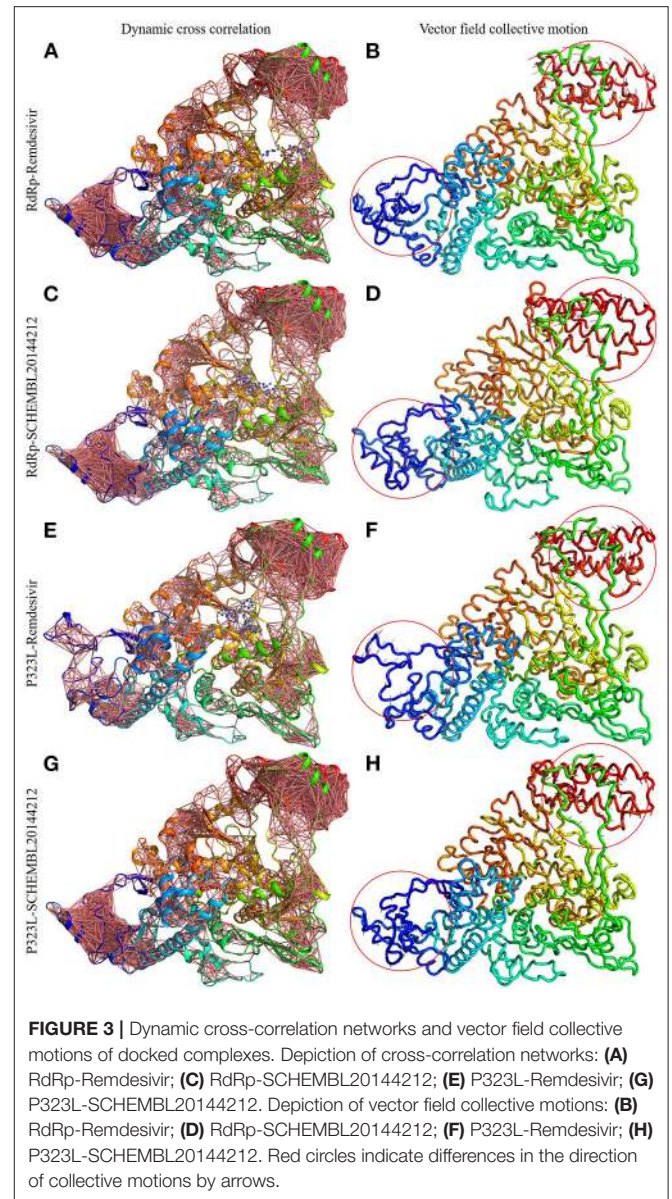 Dynamic cross correlation
Vector field collective motion
A
B
RdRp-Remdesivir
C
D
RdRp-SCHEMBL20144212
E
F
P323L-Remdesivir
G
H
P323L-SCHEMBL20144212
FIGURE 3 | Dynamic cross-correlation networks and vector field collective
motions of docked complexes. Depiction of cross-correlation networks: (A)
RdRp-Remdesivir; (C) RdRp-SCHEMBL20144212; (E) P323L-Remdesivir; (G)
P323L-SCHEMBL20144212. Depiction of vector field collective motions: (B)
RdRp-Remdesivir; (D) RdRp-SCHEMBL20144212; (F) P323L-Remdesivir; (H)
P323L-SCHEMBL20144212. Red circles indicate differences in the direction
of collective motions by arrows.